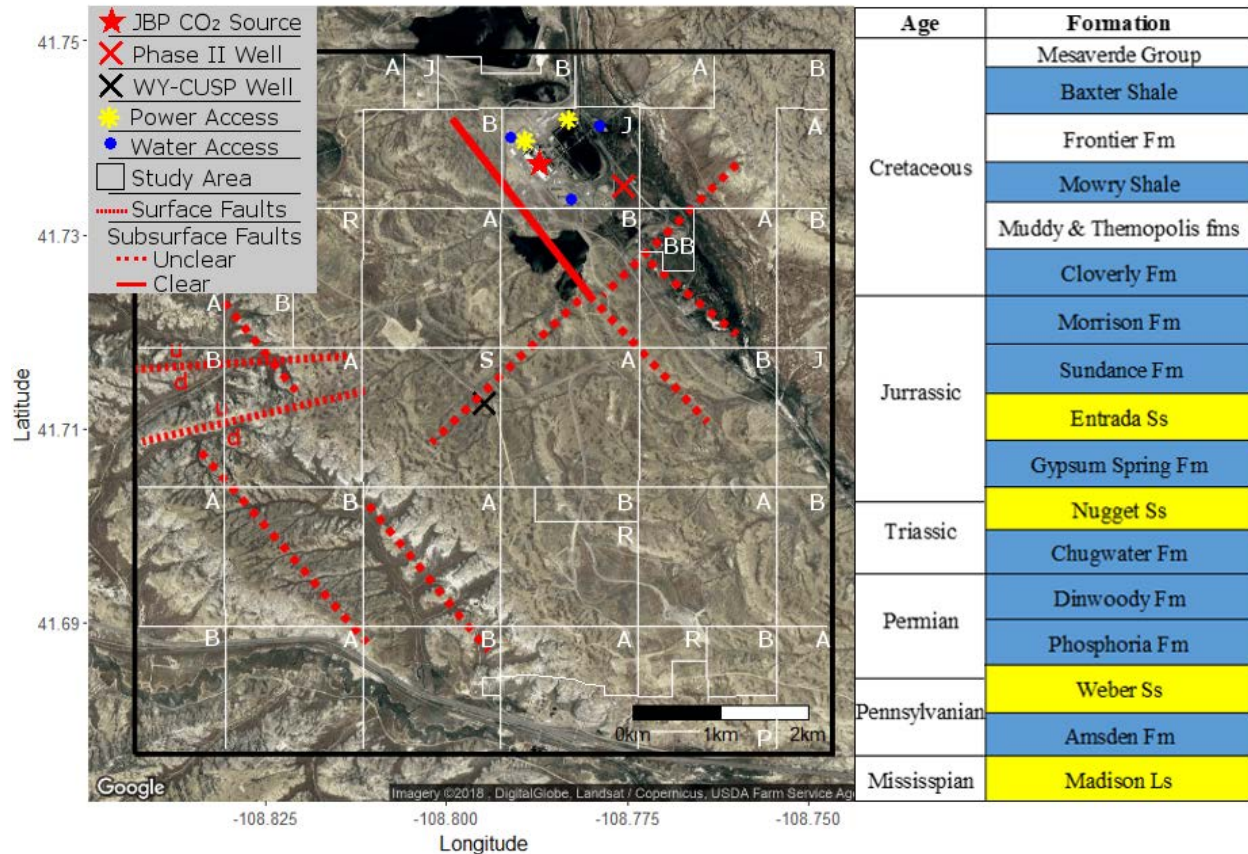 JBP CO₂ Source
Phase II Well
WY-CUSP Well
Power Access
Water Access
Study Area
Surface Faults
Subsurface Faults
Unclear
Clear
41.75
41.73
41.71
41.69
Latitude
A J B A B
B J A
R A B A B
BB
A B
u
B A S A B J
d
u
d
A B A B A B
R
B A B A R B A
0km 1km 2km
P
Google
Imagery ©2018 , DigitalGlobe, Landsat / Copernicus, USDA Farm Service Age
-108.825 -108.800 -108.775 -108.750
Longitude
Age Formation
Cretaceous
Mesaverde Group
Baxter Shale
Frontier Fm
Mowry Shale
Muddy & Themopolis fms
Cloverly Fm
Jurrassic
Morrison Fm
Sundance Fm
Entrada Ss
Gypsum Spring Fm
Triassic
Nugget Ss
Chugwater Fm
Permian
Dinwoody Fm
Phosphoria Fm
Pennsylvanian
Weber Ss
Amsden Fm
Mississpian
Madison Ls